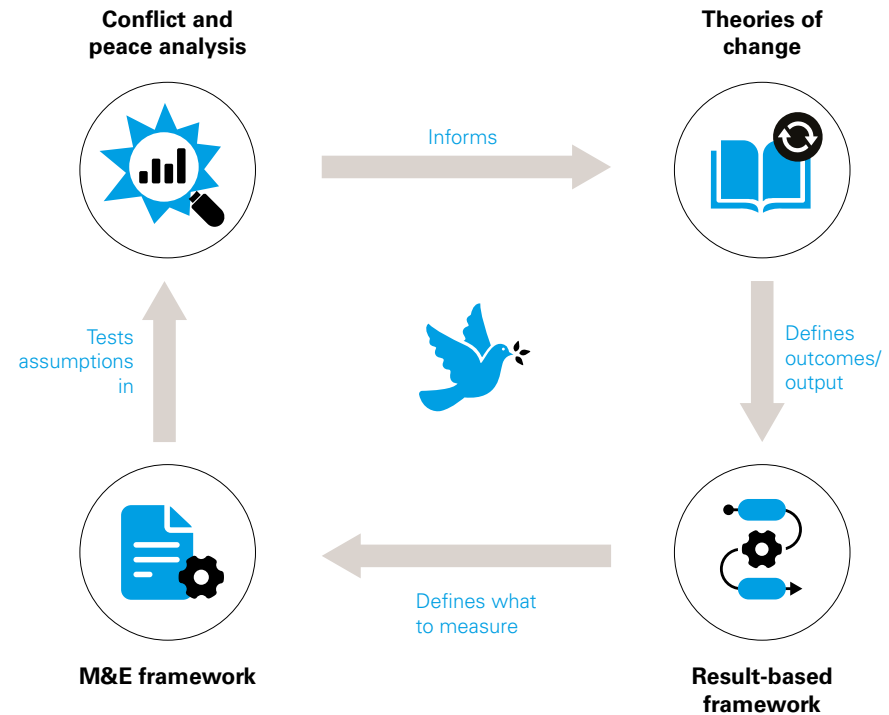 Conflict and
peace analysis
Theories of
change
Informs
Tests
assumptions
in
Defines
outcomes/
output
Defines what
to measure
M&E framework
Result-based
framework